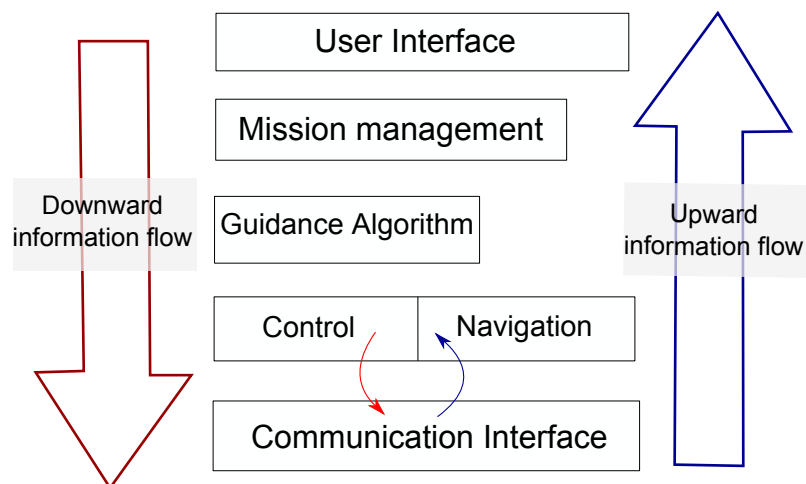 User Interface
Mission management
Downward
information flow
Guidance Algorithm
Upward
information flow
Control
Navigation
Communication Interface